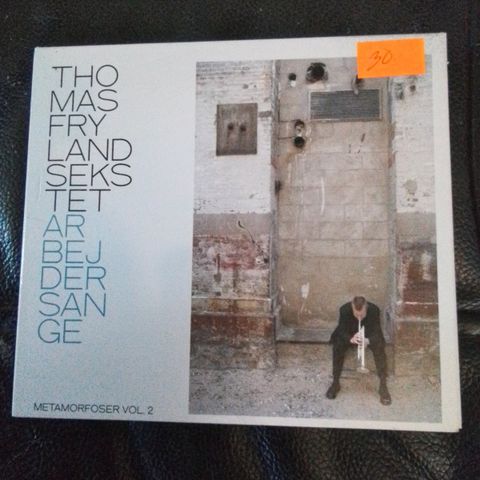 THO
MAS
FRY
LAND
SEKS
TET
AR
BEJ
DER
SAN
GE
METAMORFOSER VOL. 2
30